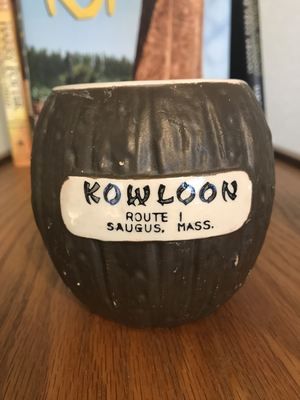 KOWLOON
ROUTE 1
SAUGUS, MASS.